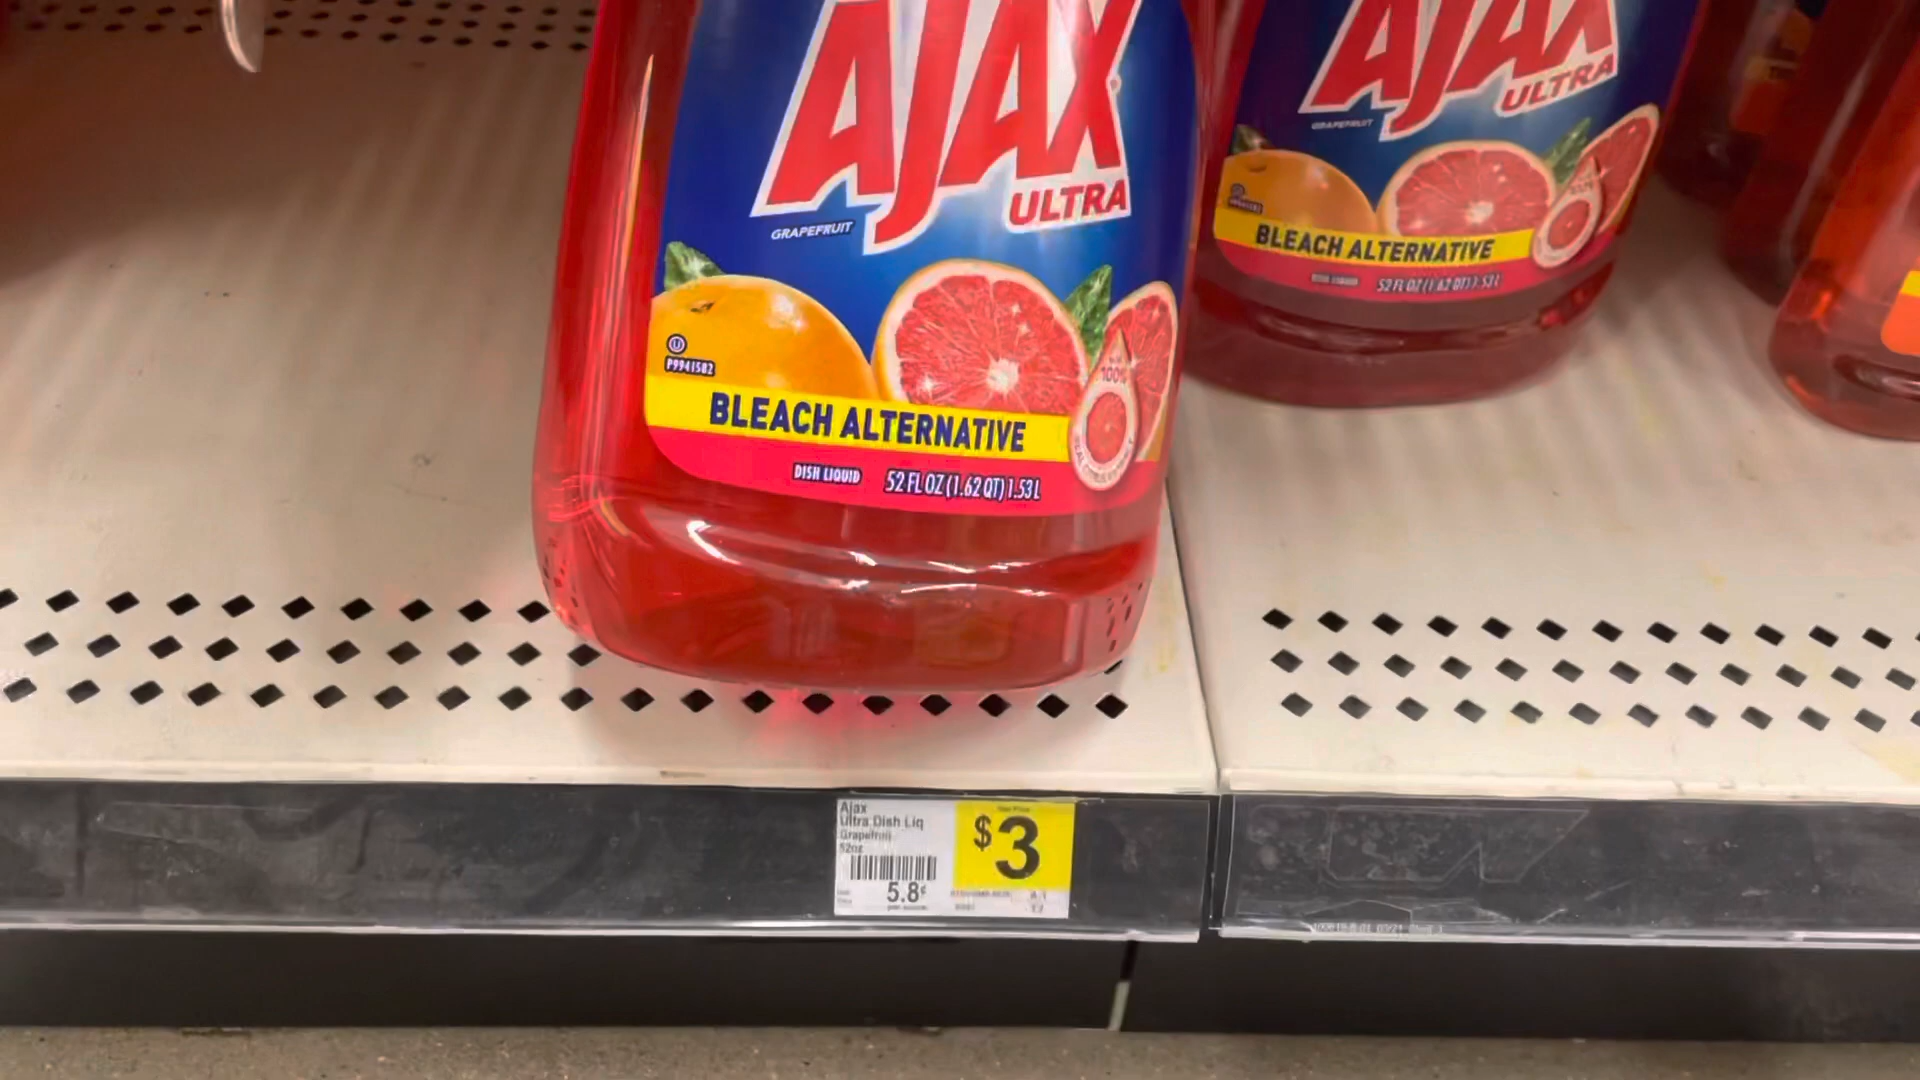 AJAX
ULTRA
GRAPEFRUIT
U
P9941582
100%
BLEACH ALTERNATIVE
DISH LIQUID 52 FL OZ (1.62 QT) 1.53 L
AJAX
ULTRA
GRAPEFRUIT
BLEACH ALTERNATIVE
DISH LIQUID 52 FL OZ (1.62 QT) 1.53 L
Ajax
Ultra Dish Liq
Grapefruit
52oz
5.8¢
$3